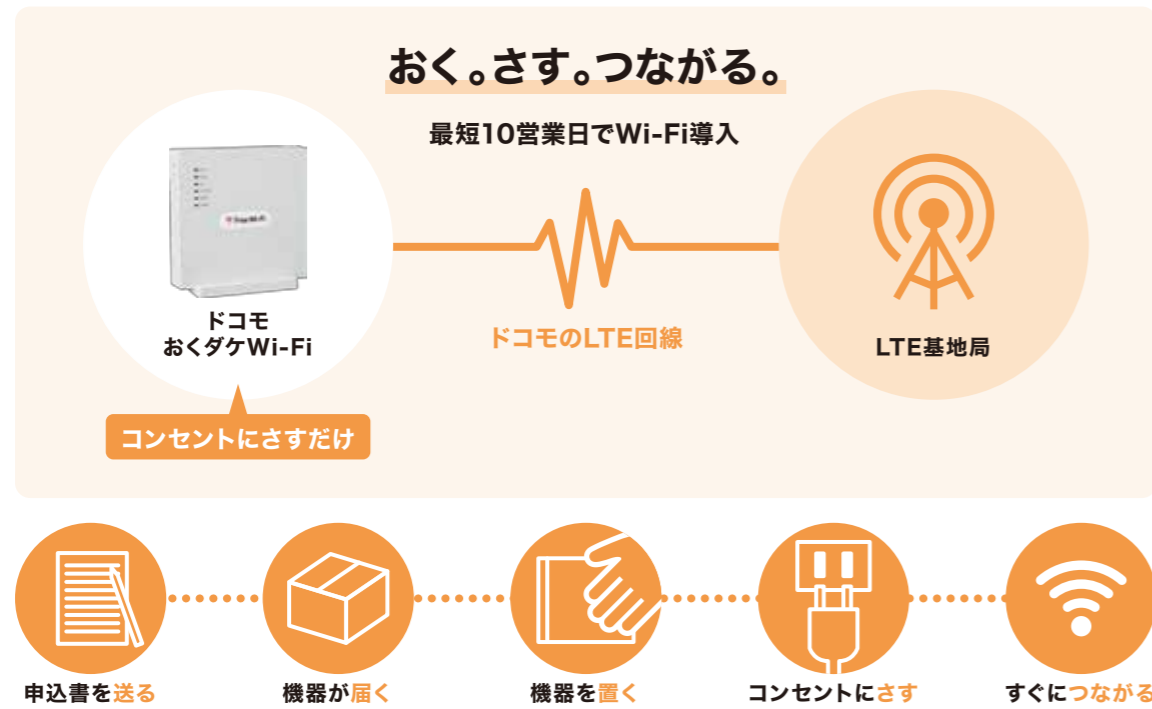 おく。さす。つながる。
最短10営業日でWi-Fi導入
ドコモ
おくダケWi-Fi
ドコモのLTE回線
LTE基地局
コンセントにさすだけ
申込書を送る
機器が届く
機器を置く
コンセントにさす
すぐにつながる